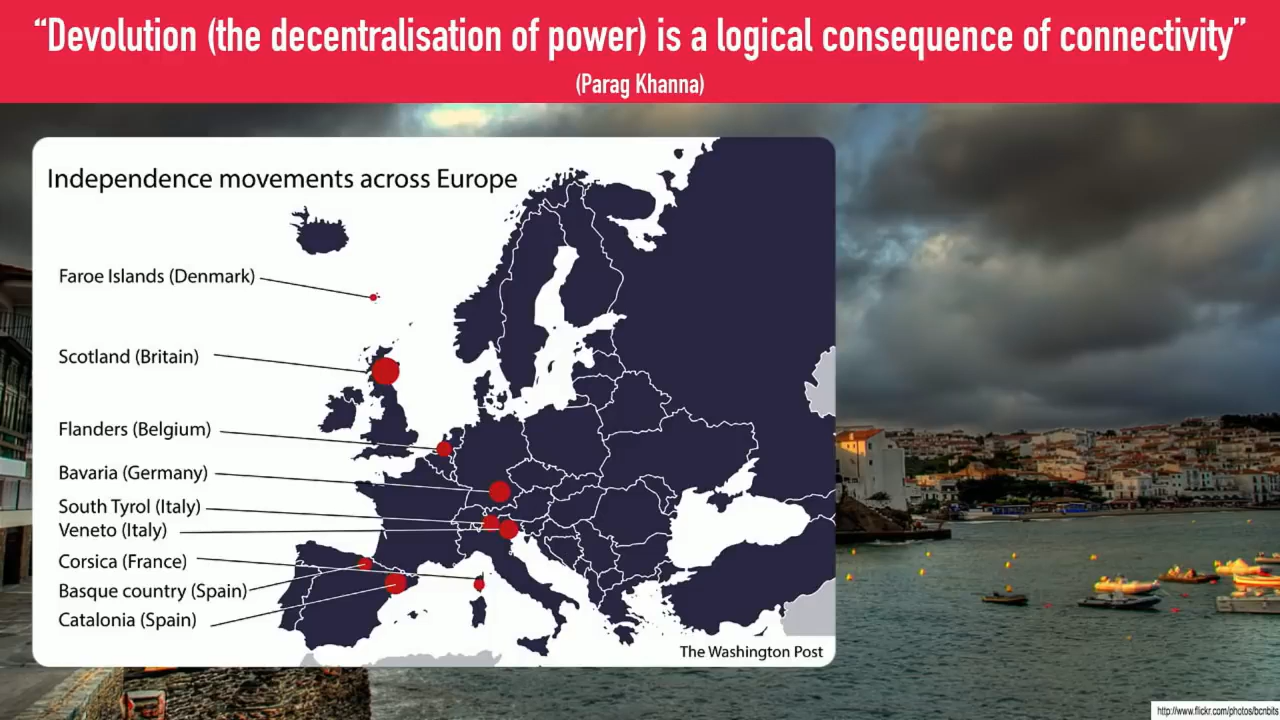 “Devolution (the decentralisation of power) is a logical consequence of connectivity”
(Parag Khanna)
Independence movements across Europe
Faroe Islands (Denmark)
Scotland (Britain)
Flanders (Belgium)
Bavaria (Germany)
South Tyrol (Italy)
Veneto (Italy)
Corsica (France)
Basque country (Spain)
Catalonia (Spain)
The Washington Post
http://www.flickr.com/photos/bcnbits